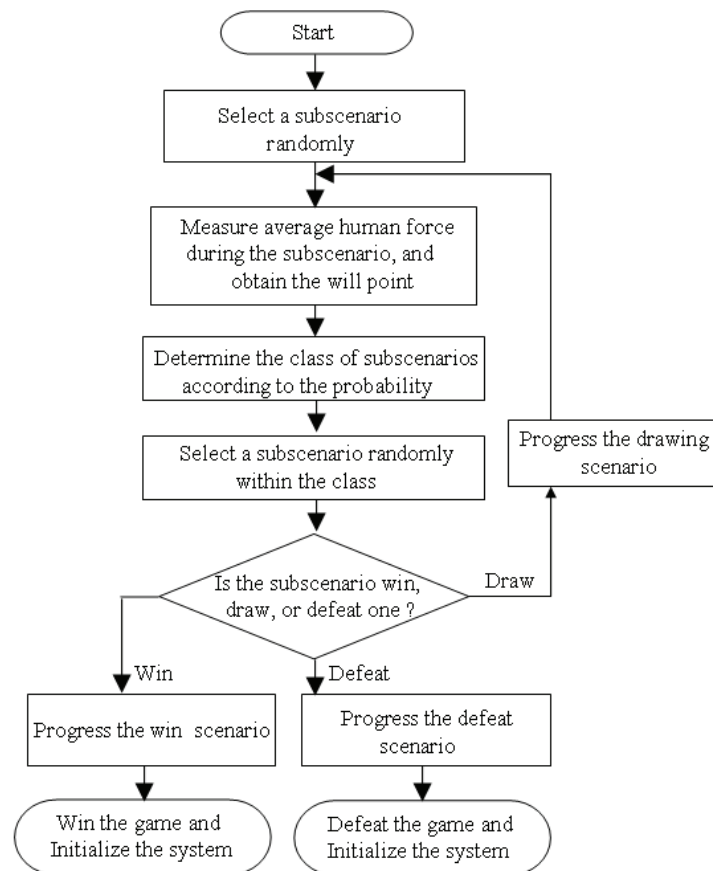 Start
Select a subscenario
randomly
Measure average human force
during the subscenario, and
obtain the will point
Determine the class of subscenarios
according to the probability
Select a subscenario randomly
within the class
Progress the drawing
scenario
Is the subscenario win,
draw, or defeat one ?
Draw
Win
Defeat
Progress the win scenario
Progress the defeat
scenario
Win the game and
Initialize the system
Defeat the game and
Initialize the system